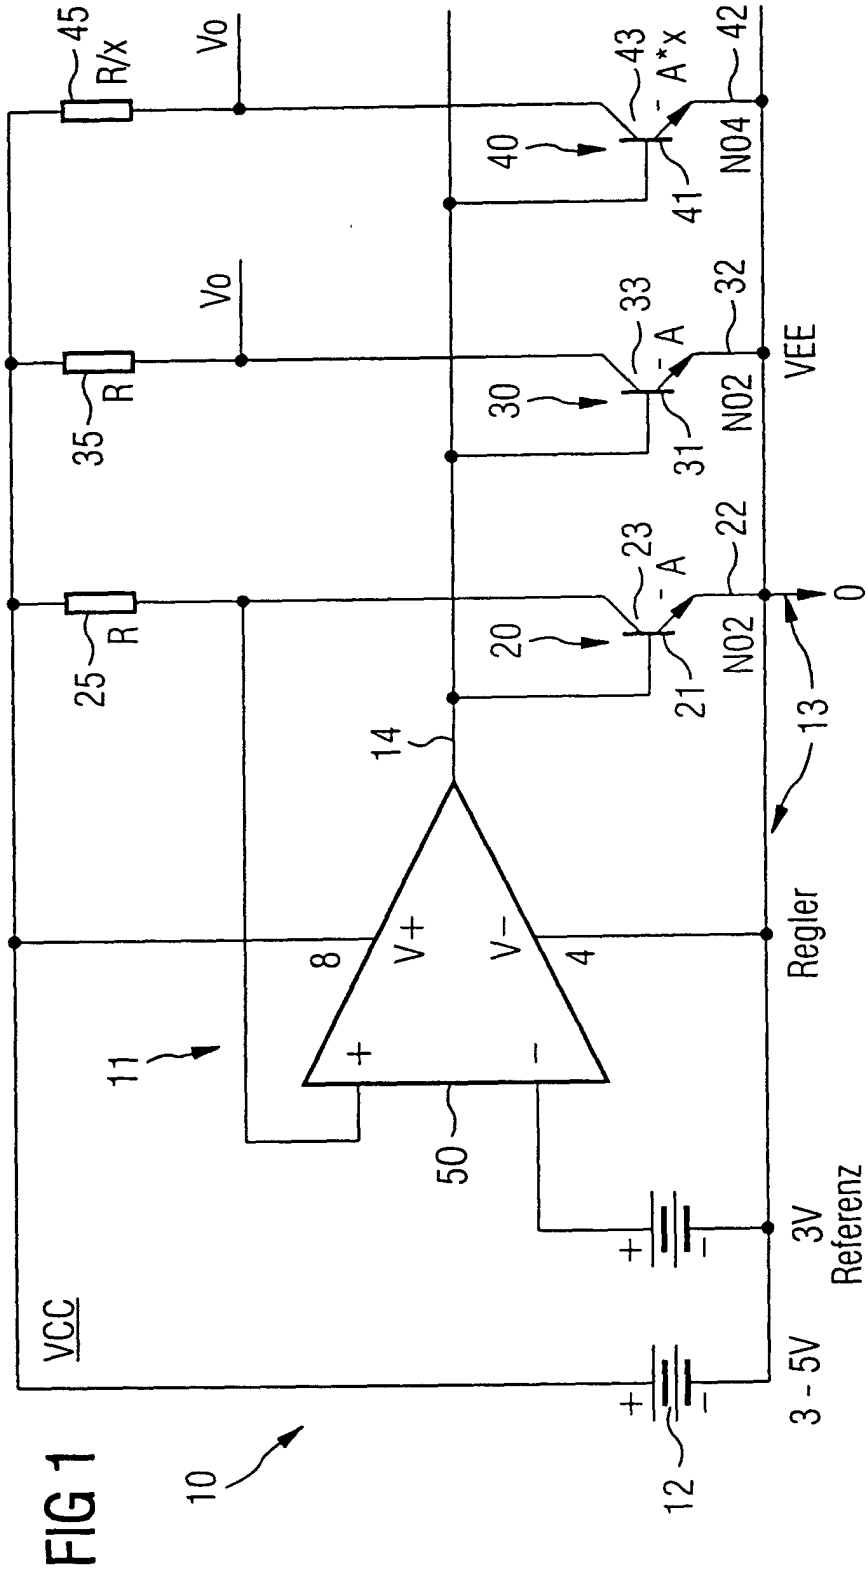 FIG 1
10
VCC
11
25
R
35
R
45
R/x
Vo
Vo
8
V+
+
14
50
V-
-
4
20
23
- A
21
N02
22
30
33
- A
31
N02
32
40
43
- A*x
41
N04
42
+
-
12
3 - 5V
+
-
3V
Referenz
Regler
13
0
VEE